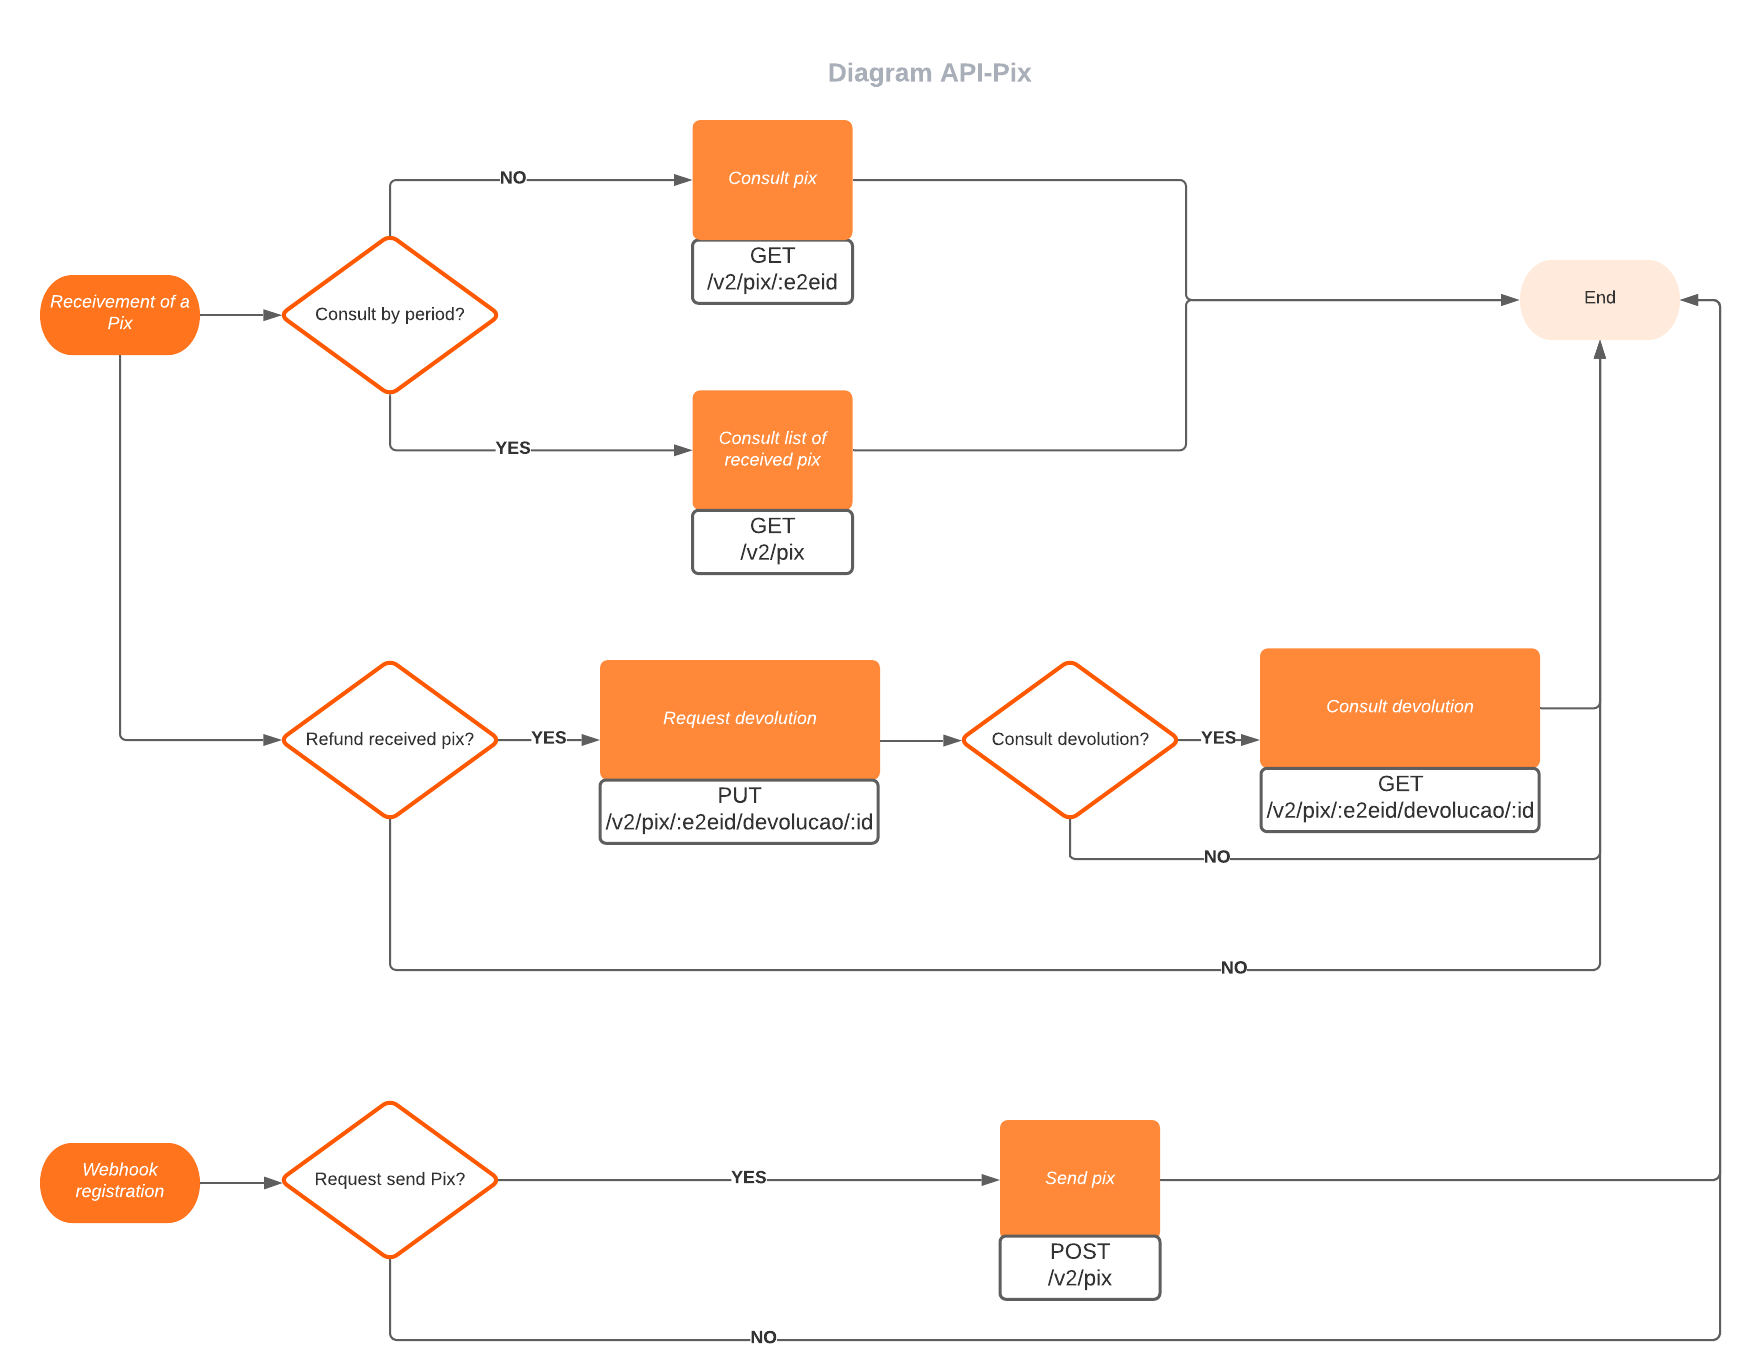 Diagram API-Pix
NO
Consult pix
GET
/v2/pix/:e2eid
Receivement of a
Pix
Consult by period?
End
YES
Consult list of
received pix
GET
/v2/pix
Refund received pix?
YES
Request devolution
PUT
/v2/pix/:e2eid/devolucao/:id
Consult devolution?
YES
Consult devolution
GET
/v2/pix/:e2eid/devolucao/:id
NO
NO
Webhook
registration
Request send Pix?
YES
Send pix
POST
/v2/pix
NO